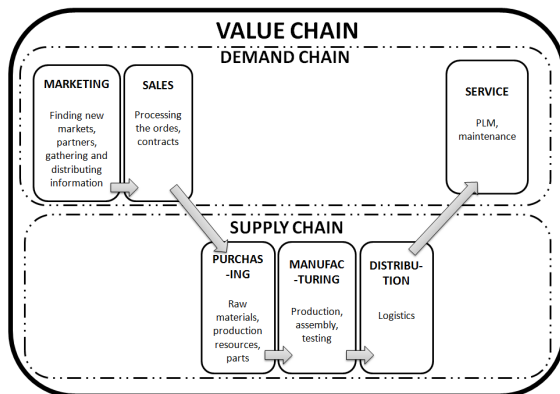 VALUE CHAIN
DEMAND CHAIN
MARKETING
Finding new
markets,
partners,
gathering and
distributing
information
SALES
Processing
the ordes,
contracts
SERVICE
PLM,
maintenance
SUPPLY CHAIN
PURCHAS
-ING
Raw
materials,
production
resources,
parts
MANUFAC
-TURING
Production,
assembly,
testing
DISTRIBU-
TION
Logistics